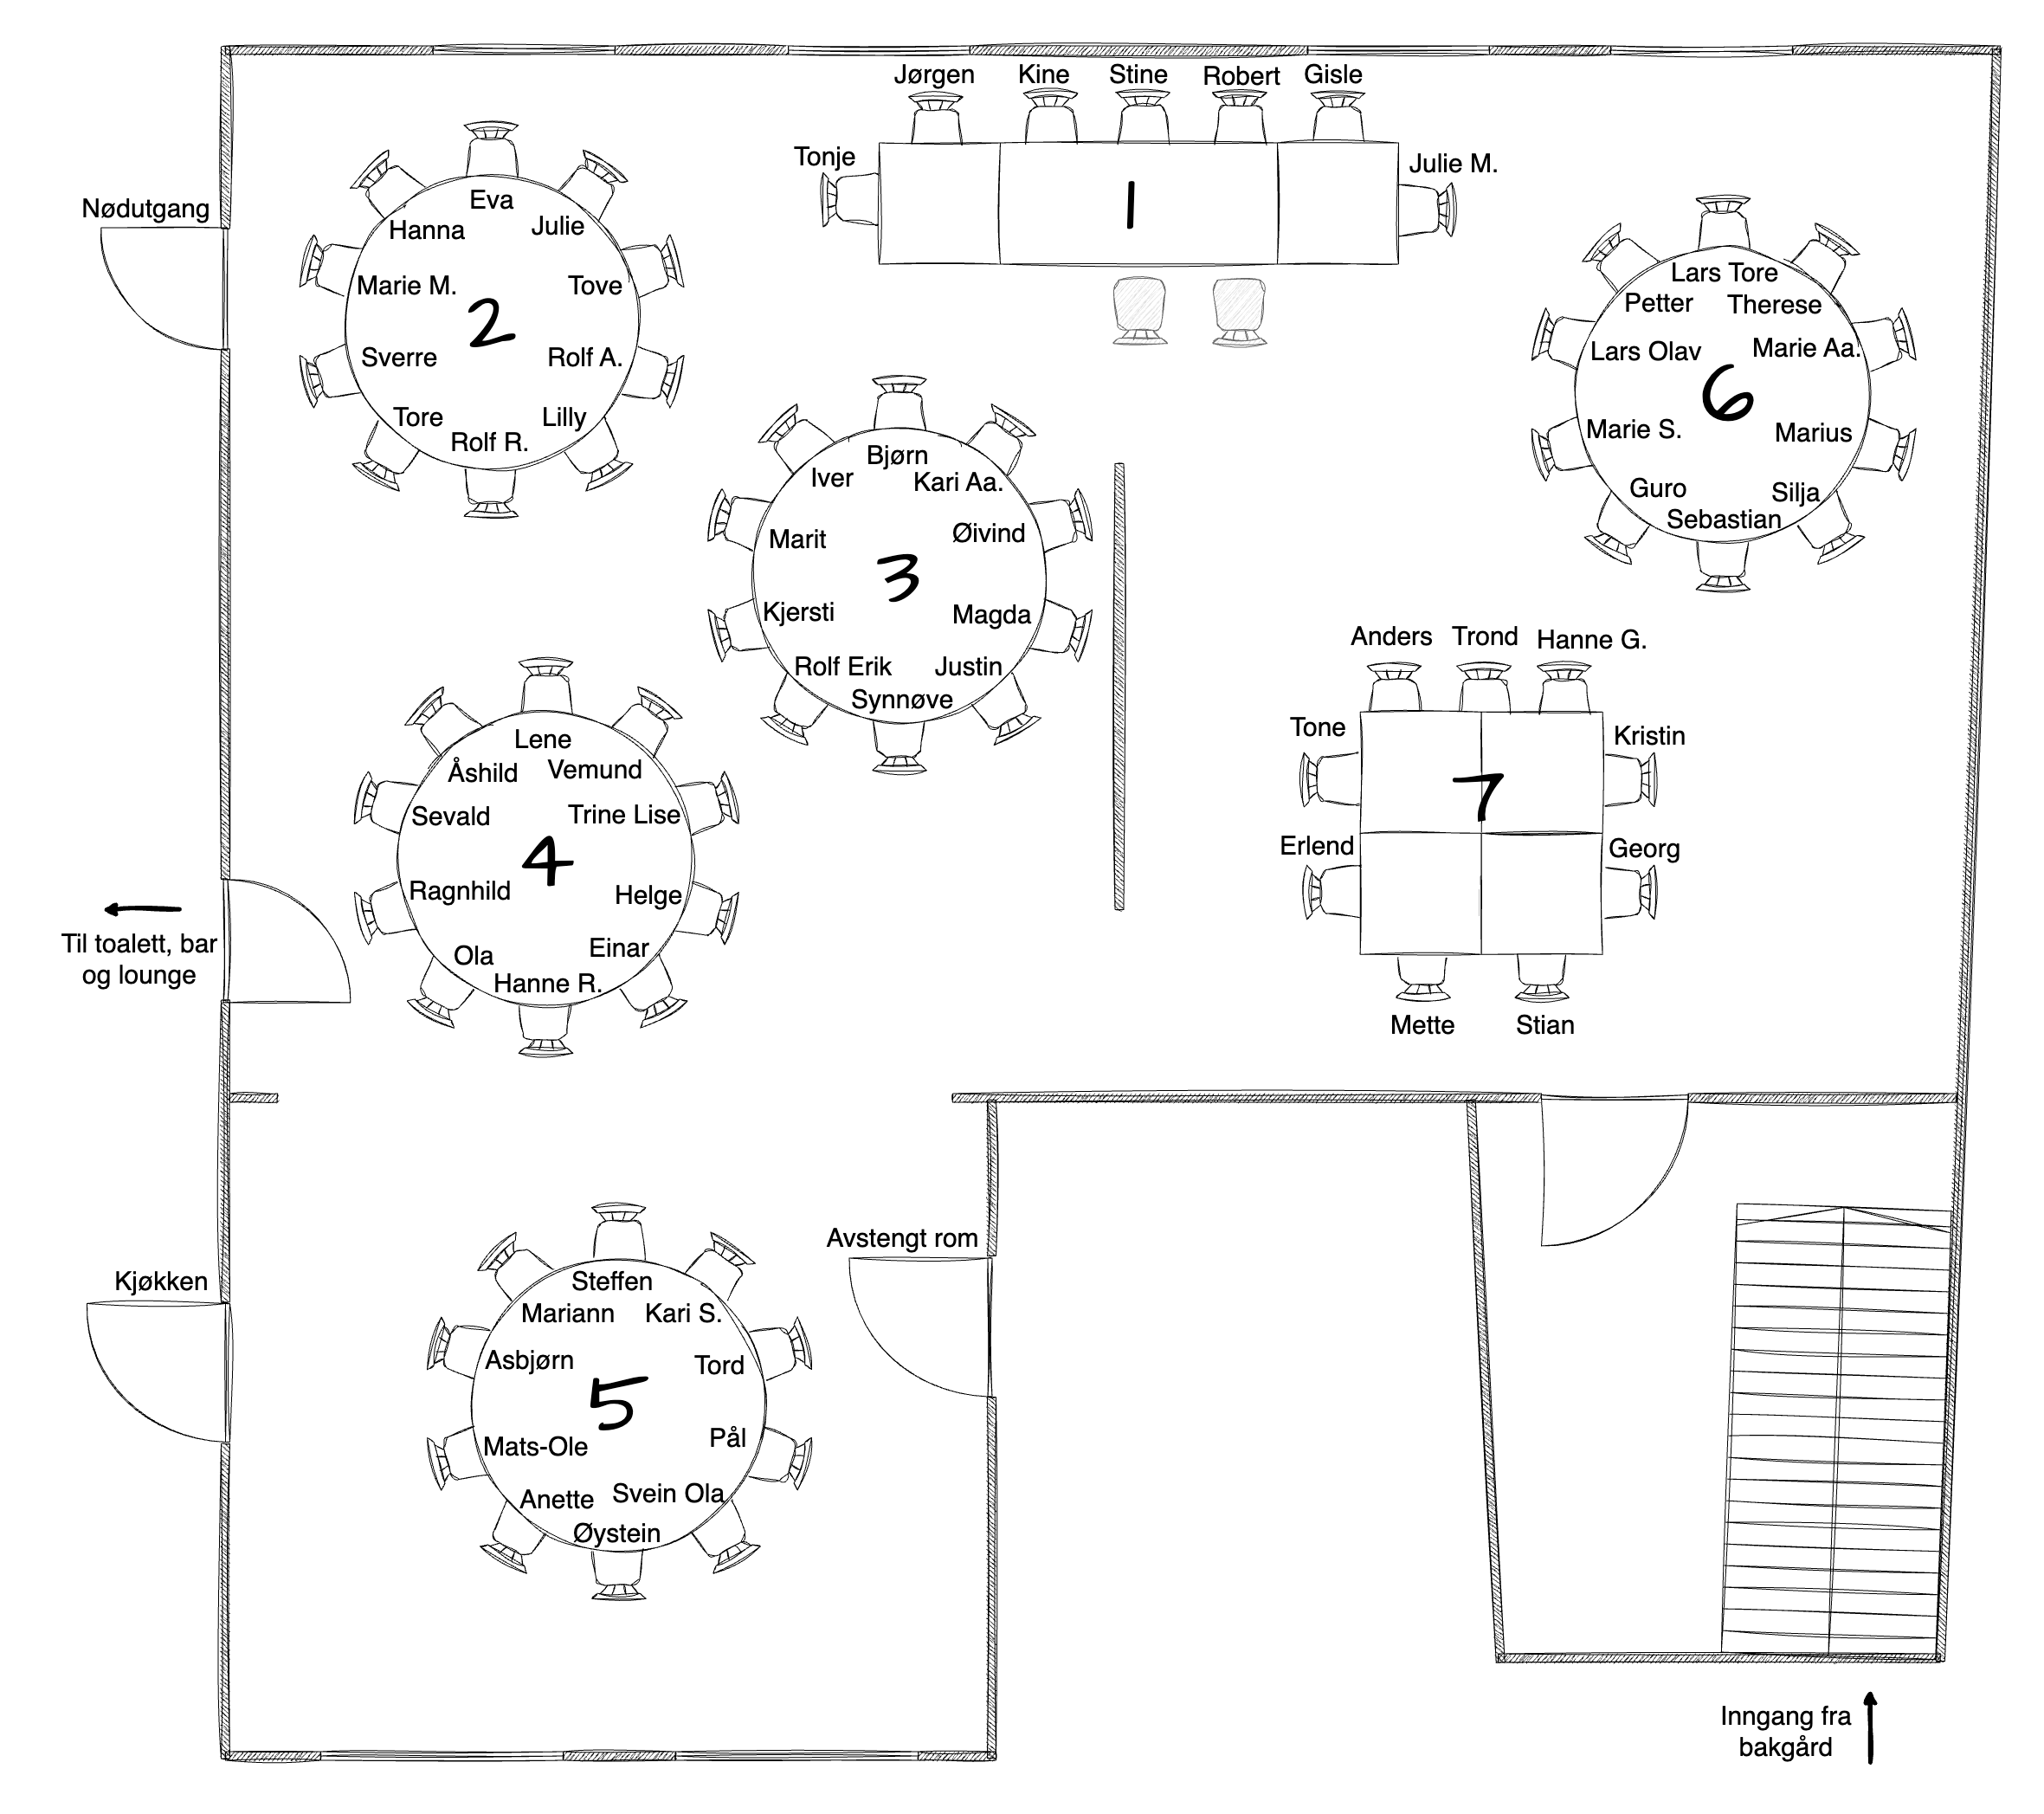 Jørgen Kine Stine Robert Gisle
Tonje
Julie M.
1
Nødutgang
Eva
Hanna
Julie
Marie M.
Tove
2
Sverre
Rolf A.
Tore
Lilly
Rolf R.
Lars Tore
Petter
Therese
Lars Olav
Marie Aa.
6
Marie S.
Marius
Guro
Silja
Sebastian
Bjørn
Iver
Kari Aa.
Marit
Øivind
3
Kjersti
Magda
Rolf Erik
Justin
Synnøve
Anders Trond Hanne G.
Tone
Kristin
7
Erlend
Georg
Mette
Stian
Lene
Åshild
Vemund
Sevald
Trine Lise
4
Ragnhild
Helge
Ola
Einar
Hanne R.
Til toalett, bar
og lounge
Avstengt rom
Kjøkken
Steffen
Mariann
Kari S.
Asbjørn
Tord
5
Mats-Ole
Pål
Anette
Svein Ola
Øystein
Inngang fra
bakgård